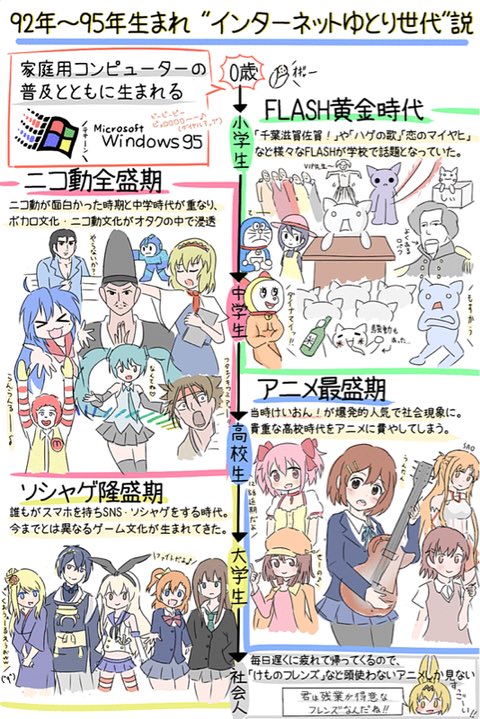 92年～95年生まれ “インターネットゆとり世代”説
家庭用コンピューターの
普及とともに生まれる
Microsoft
Windows 95
0歳
小学生
FLASH黄金時代
「千葉滋賀佐賀！」や「ハゲの歌」「恋のマイヤヒ」
など様々なFLASHが学校で話題となっていた。
ニコ動全盛期
ニコ動が面白かった時期と中学時代が重なり、
ボカロ文化・ニコ動文化がオタクの中で浸透
やらないか？
中学生
アニメ最盛期
当時けいおん！が爆発的人気で社会現象に。
貴重な高校時代をアニメに費やしてしまう。
高校生
SAO
ソシャゲ隆盛期
誰もがスマホを持ちSNS・ソシャゲをする時代。
今までとは異なるゲーム文化が生まれてきた。
大学生
社会人
毎日遅くに疲れて帰ってくるので、
「けものフレンズ」など頭使わないアニメしか見ない
君は残業が得意な
フレンズなんだね!!
すっごーい!!